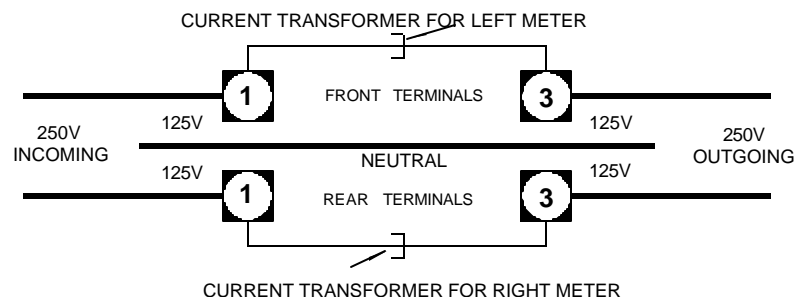 CURRENT TRANSFORMER FOR LEFT METER
1
FRONT TERMINALS
3
125V
125V
250V
INCOMING
250V
OUTGOING
NEUTRAL
125V
125V
1
REAR TERMINALS
3
CURRENT TRANSFORMER FOR RIGHT METER